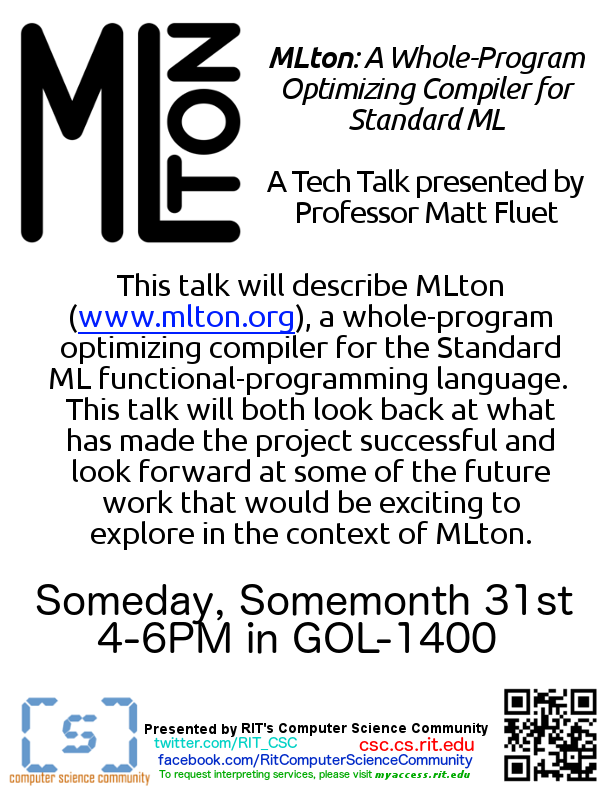 MLTON
MLton: A Whole-Program
Optimizing Compiler for
Standard ML
A Tech Talk presented by
Professor Matt Fluet
This talk will describe MLton
(www.mlton.org), a whole-program
optimizing compiler for the Standard
ML functional-programming language.
This talk will both look back at what
has made the project successful and
look forward at some of the future
work that would be exciting to
explore in the context of MLton.
Someday, Somemonth 31st
4-6PM in GOL-1400
[s]
computer science community
Presented by RIT's Computer Science Community
twitter.com/RIT_CSC csc.cs.rit.edu
facebook.com/RitComputerScienceCommunity
To request interpreting services, please visit myaccess.rit.edu